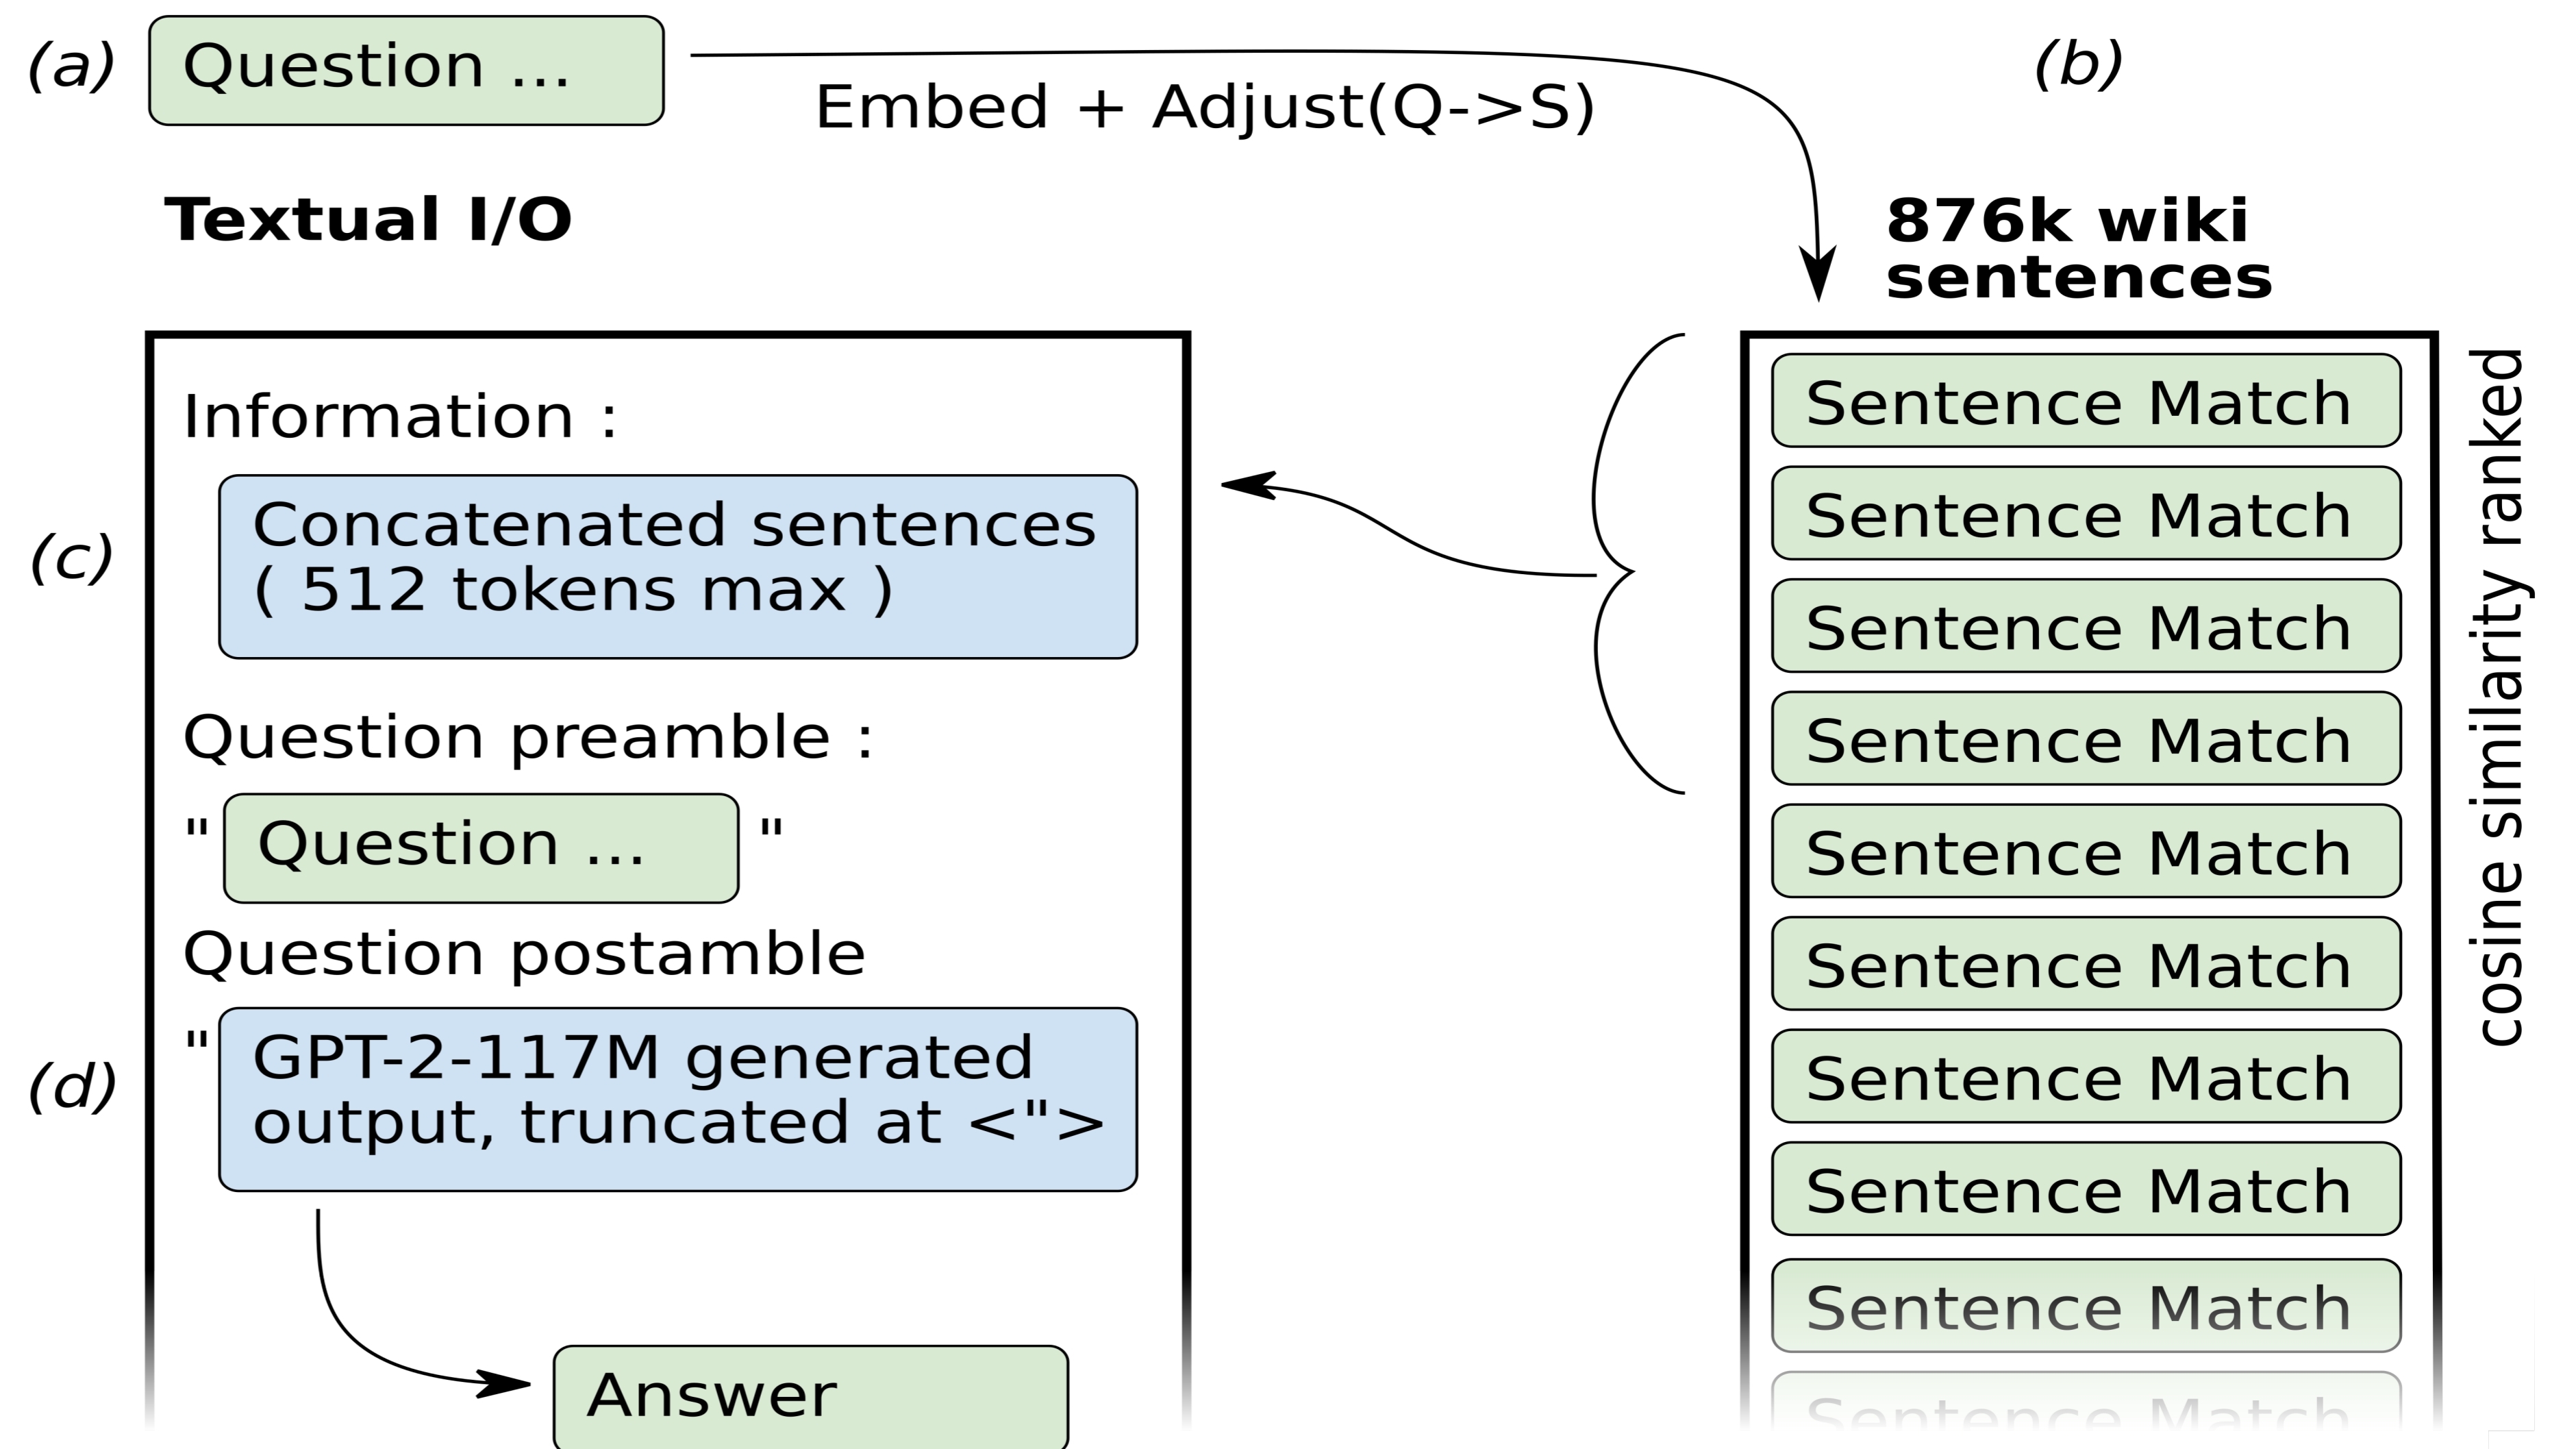 (a)
Question ...
Embed + Adjust(Q->S)
(b)
Textual I/O
876k wiki
sentences
Information :
(c)
Concatenated sentences
( 512 tokens max )
Question preamble :
" Question ... "
Question postamble
(d)
" GPT-2-117M generated
output, truncated at <">
Answer
Sentence Match
Sentence Match
Sentence Match
Sentence Match
Sentence Match
Sentence Match
Sentence Match
Sentence Match
Sentence Match
Sentence Match
cosine similarity ranked